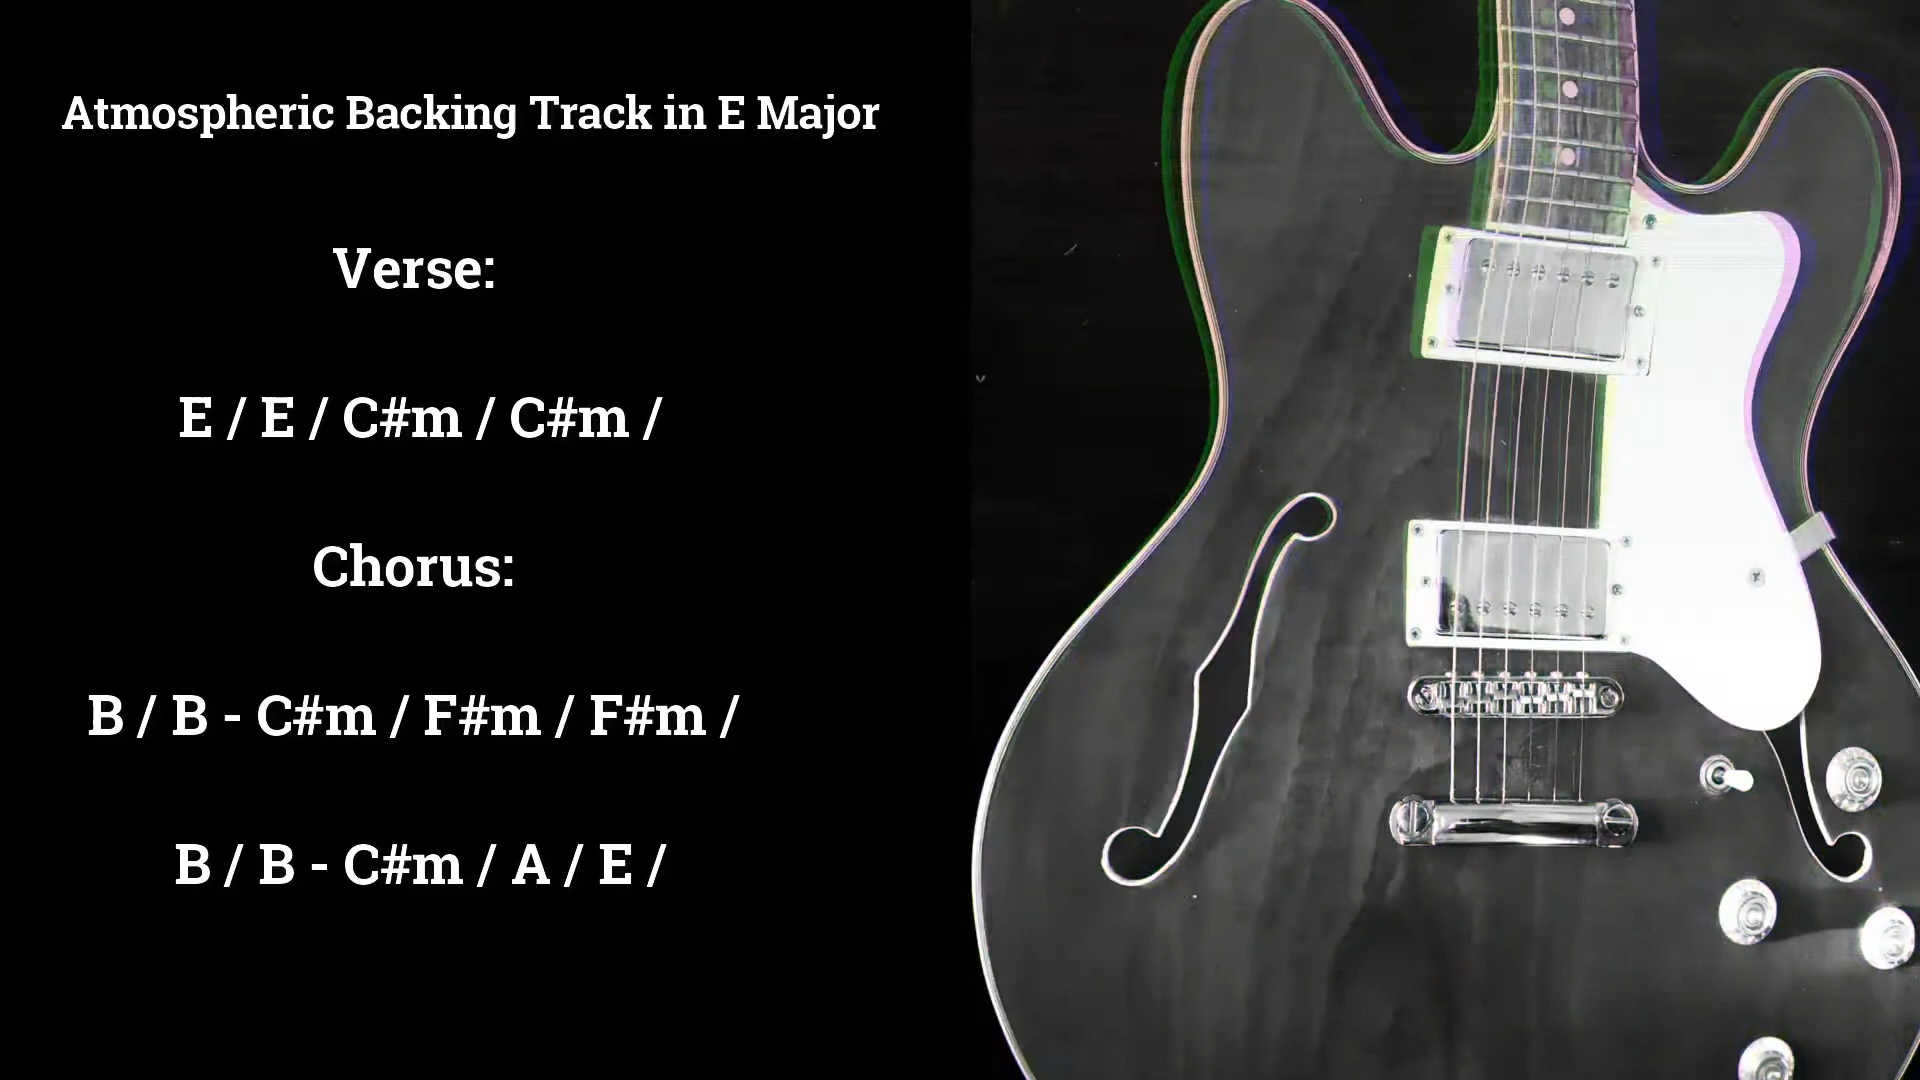 Atmospheric Backing Track in E Major
Verse:
E / E / C#m / C#m /
Chorus:
B / B - C#m / F#m / F#m /
B / B - C#m / A / E /